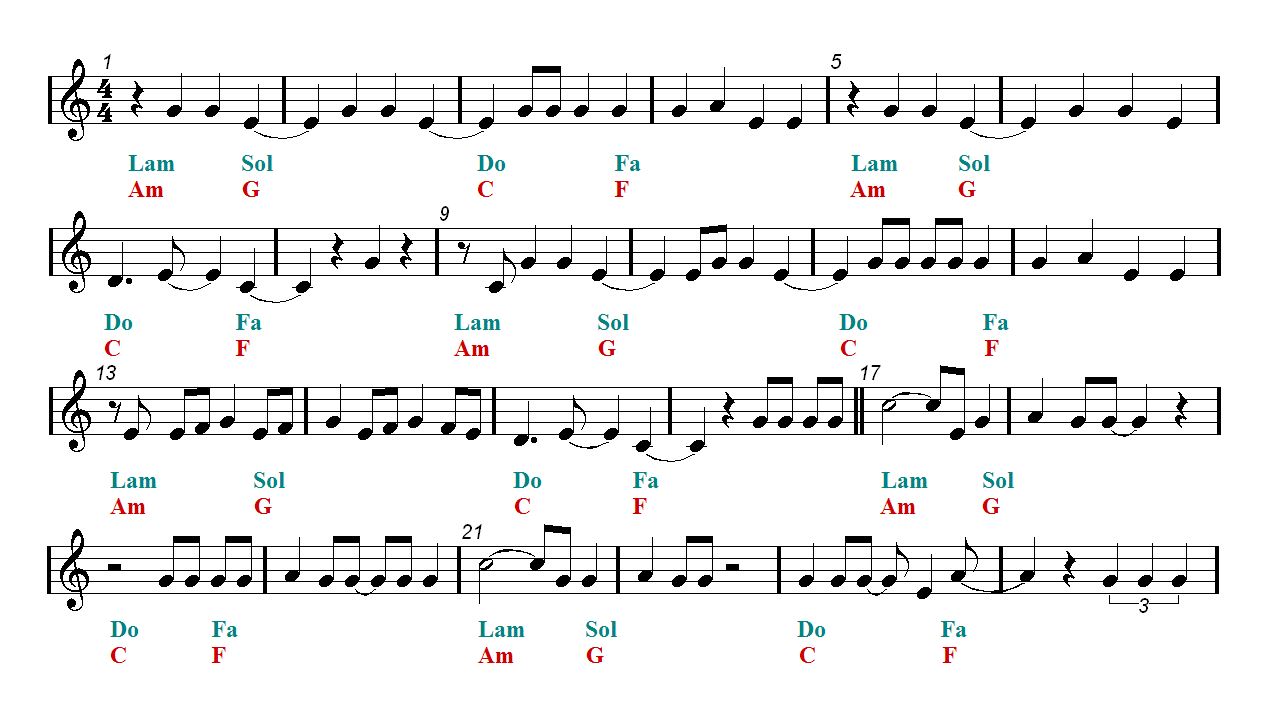 1 5
4
4
Lam Sol Do Fa Lam Sol
Am G C F Am G
9
Do Fa Lam Sol Do Fa
C F Am G C F
13 17
Lam Sol Do Fa Lam Sol
Am G C F Am G
21
3
Do Fa Lam Sol Do Fa
C F Am G C F